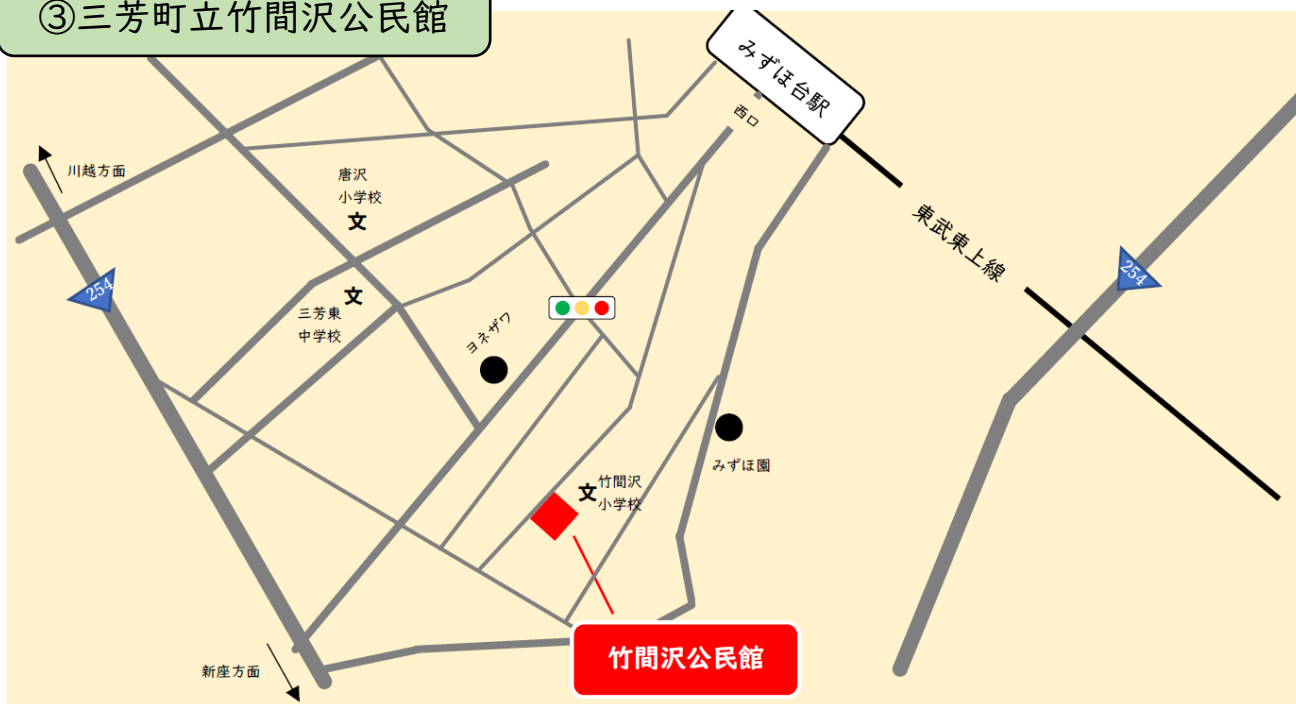 ③三芳町立竹間沢公民館
みずほ台駅
西口
川越方面
唐沢
小学校
文
254
東武東上線
254
文
三芳東
中学校
ヨネザワ
みずほ園
文
竹間沢
小学校
竹間沢公民館
新座方面